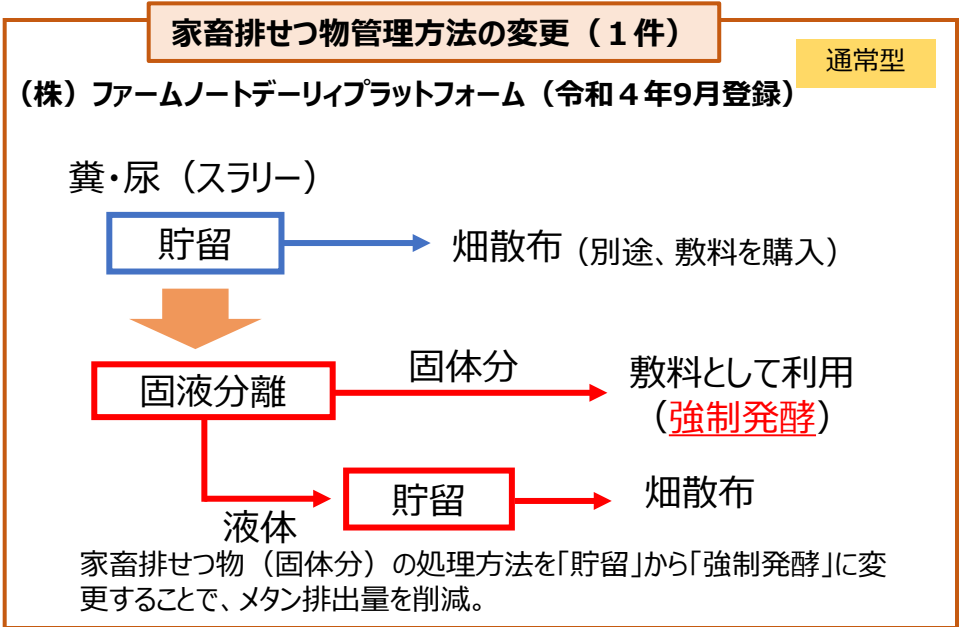 家畜排せつ物管理方法の変更（１件）
通常型
（株）ファームノートデーリィプラットフォーム（令和４年9月登録）
糞・尿（スラリー）
貯留
畑散布（別途、敷料を購入）
固液分離
固体分
敷料として利用
（強制発酵）
液体
貯留
畑散布
家畜排せつ物（固体分）の処理方法を「貯留」から「強制発酵」に変
更することで、メタン排出量を削減。